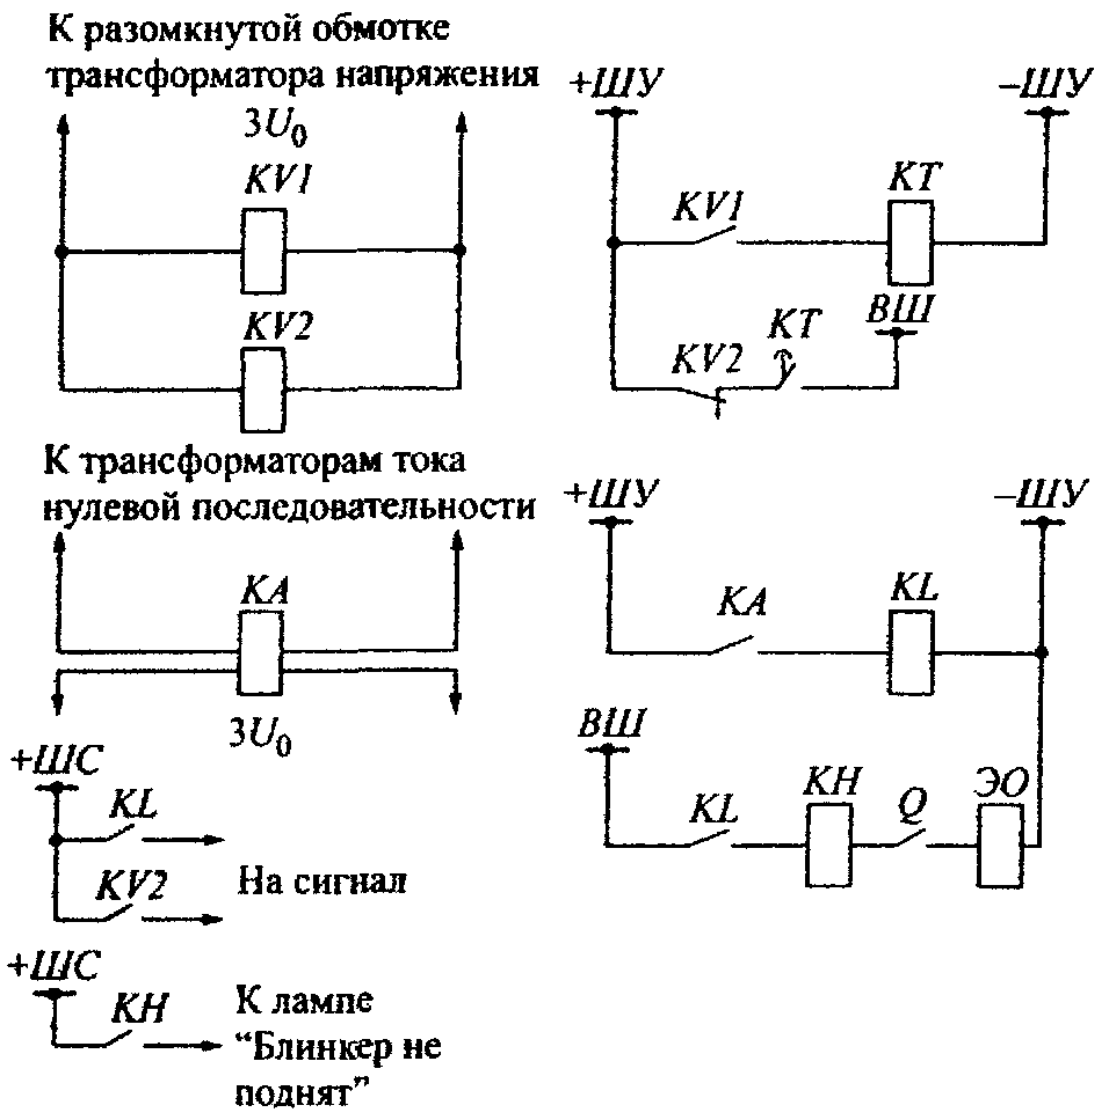 К разомкнутой обмотке
трансформатора напряжения
3U₀
KV1
KV2
+ШУ
–ШУ
KV1
KT
KV2
KT
ВШ
К трансформаторам тока
нулевой последовательности
KA
3U₀
+ШУ
–ШУ
KA
KL
ВШ
KL
KH
Q
ЭО
+ШС
KL
KV2
На сигнал
+ШС
KH
К лампе
“Блинкер не
поднят”